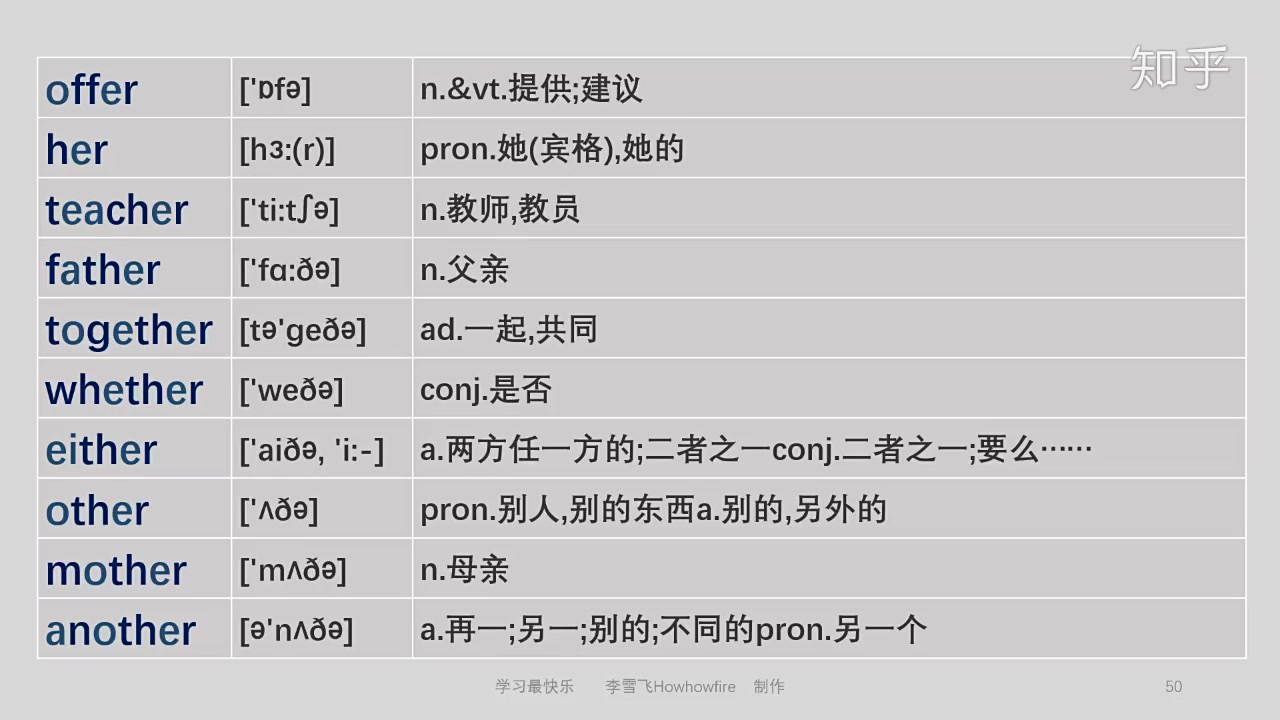 知乎
offer ['ɒfə] n.&vt.提供;建议
her [hɜ:(r)] pron.她(宾格),她的
teacher ['ti:tʃə] n.教师,教员
father ['fɑ:ðə] n.父亲
together [tə'geðə] ad.一起,共同
whether ['weðə] conj.是否
either ['aiðə, 'i:-] a.两方任一方的;二者之一conj.二者之一;要么……
other ['ʌðə] pron.别人,别的东西a.别的,另外的
mother ['mʌðə] n.母亲
another [ə'nʌðə] a.再一;另一;别的;不同的pron.另一个
学习最快乐 李雪飞Howhowfire 制作 50